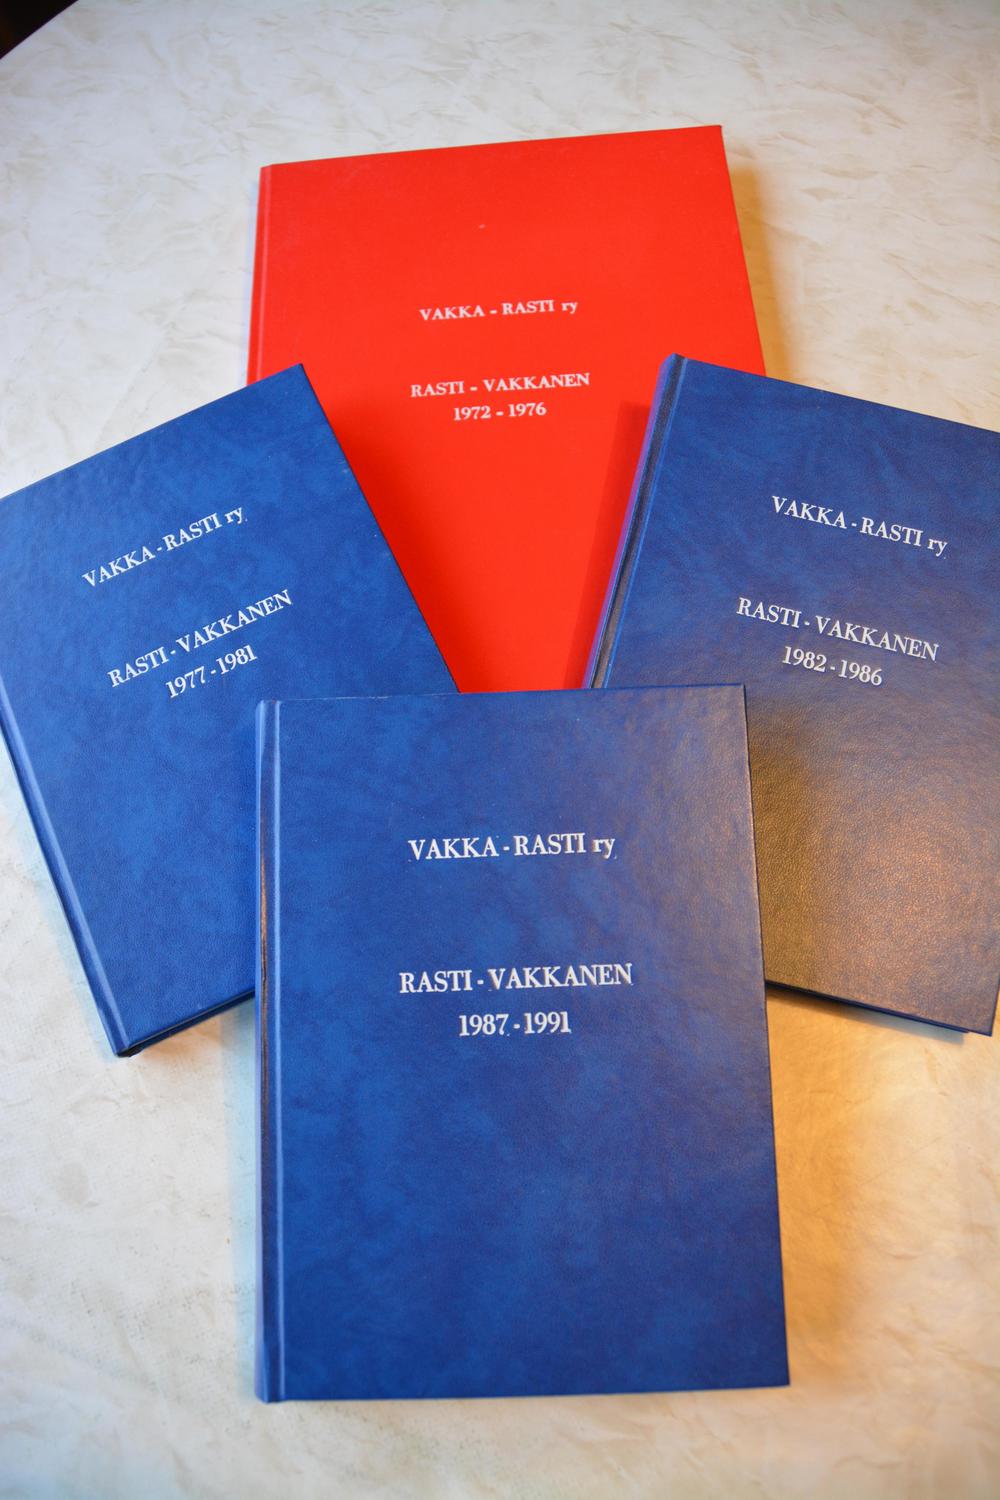 VAKKA - RASTI ry
RASTI - VAKKANEN
1972 - 1976
VAKKA - RASTI ry
RASTI - VAKKANEN
1977 - 1981
VAKKA - RASTI ry
RASTI - VAKKANEN
1982 - 1986
VAKKA - RASTI ry
RASTI - VAKKANEN
1987 - 1991